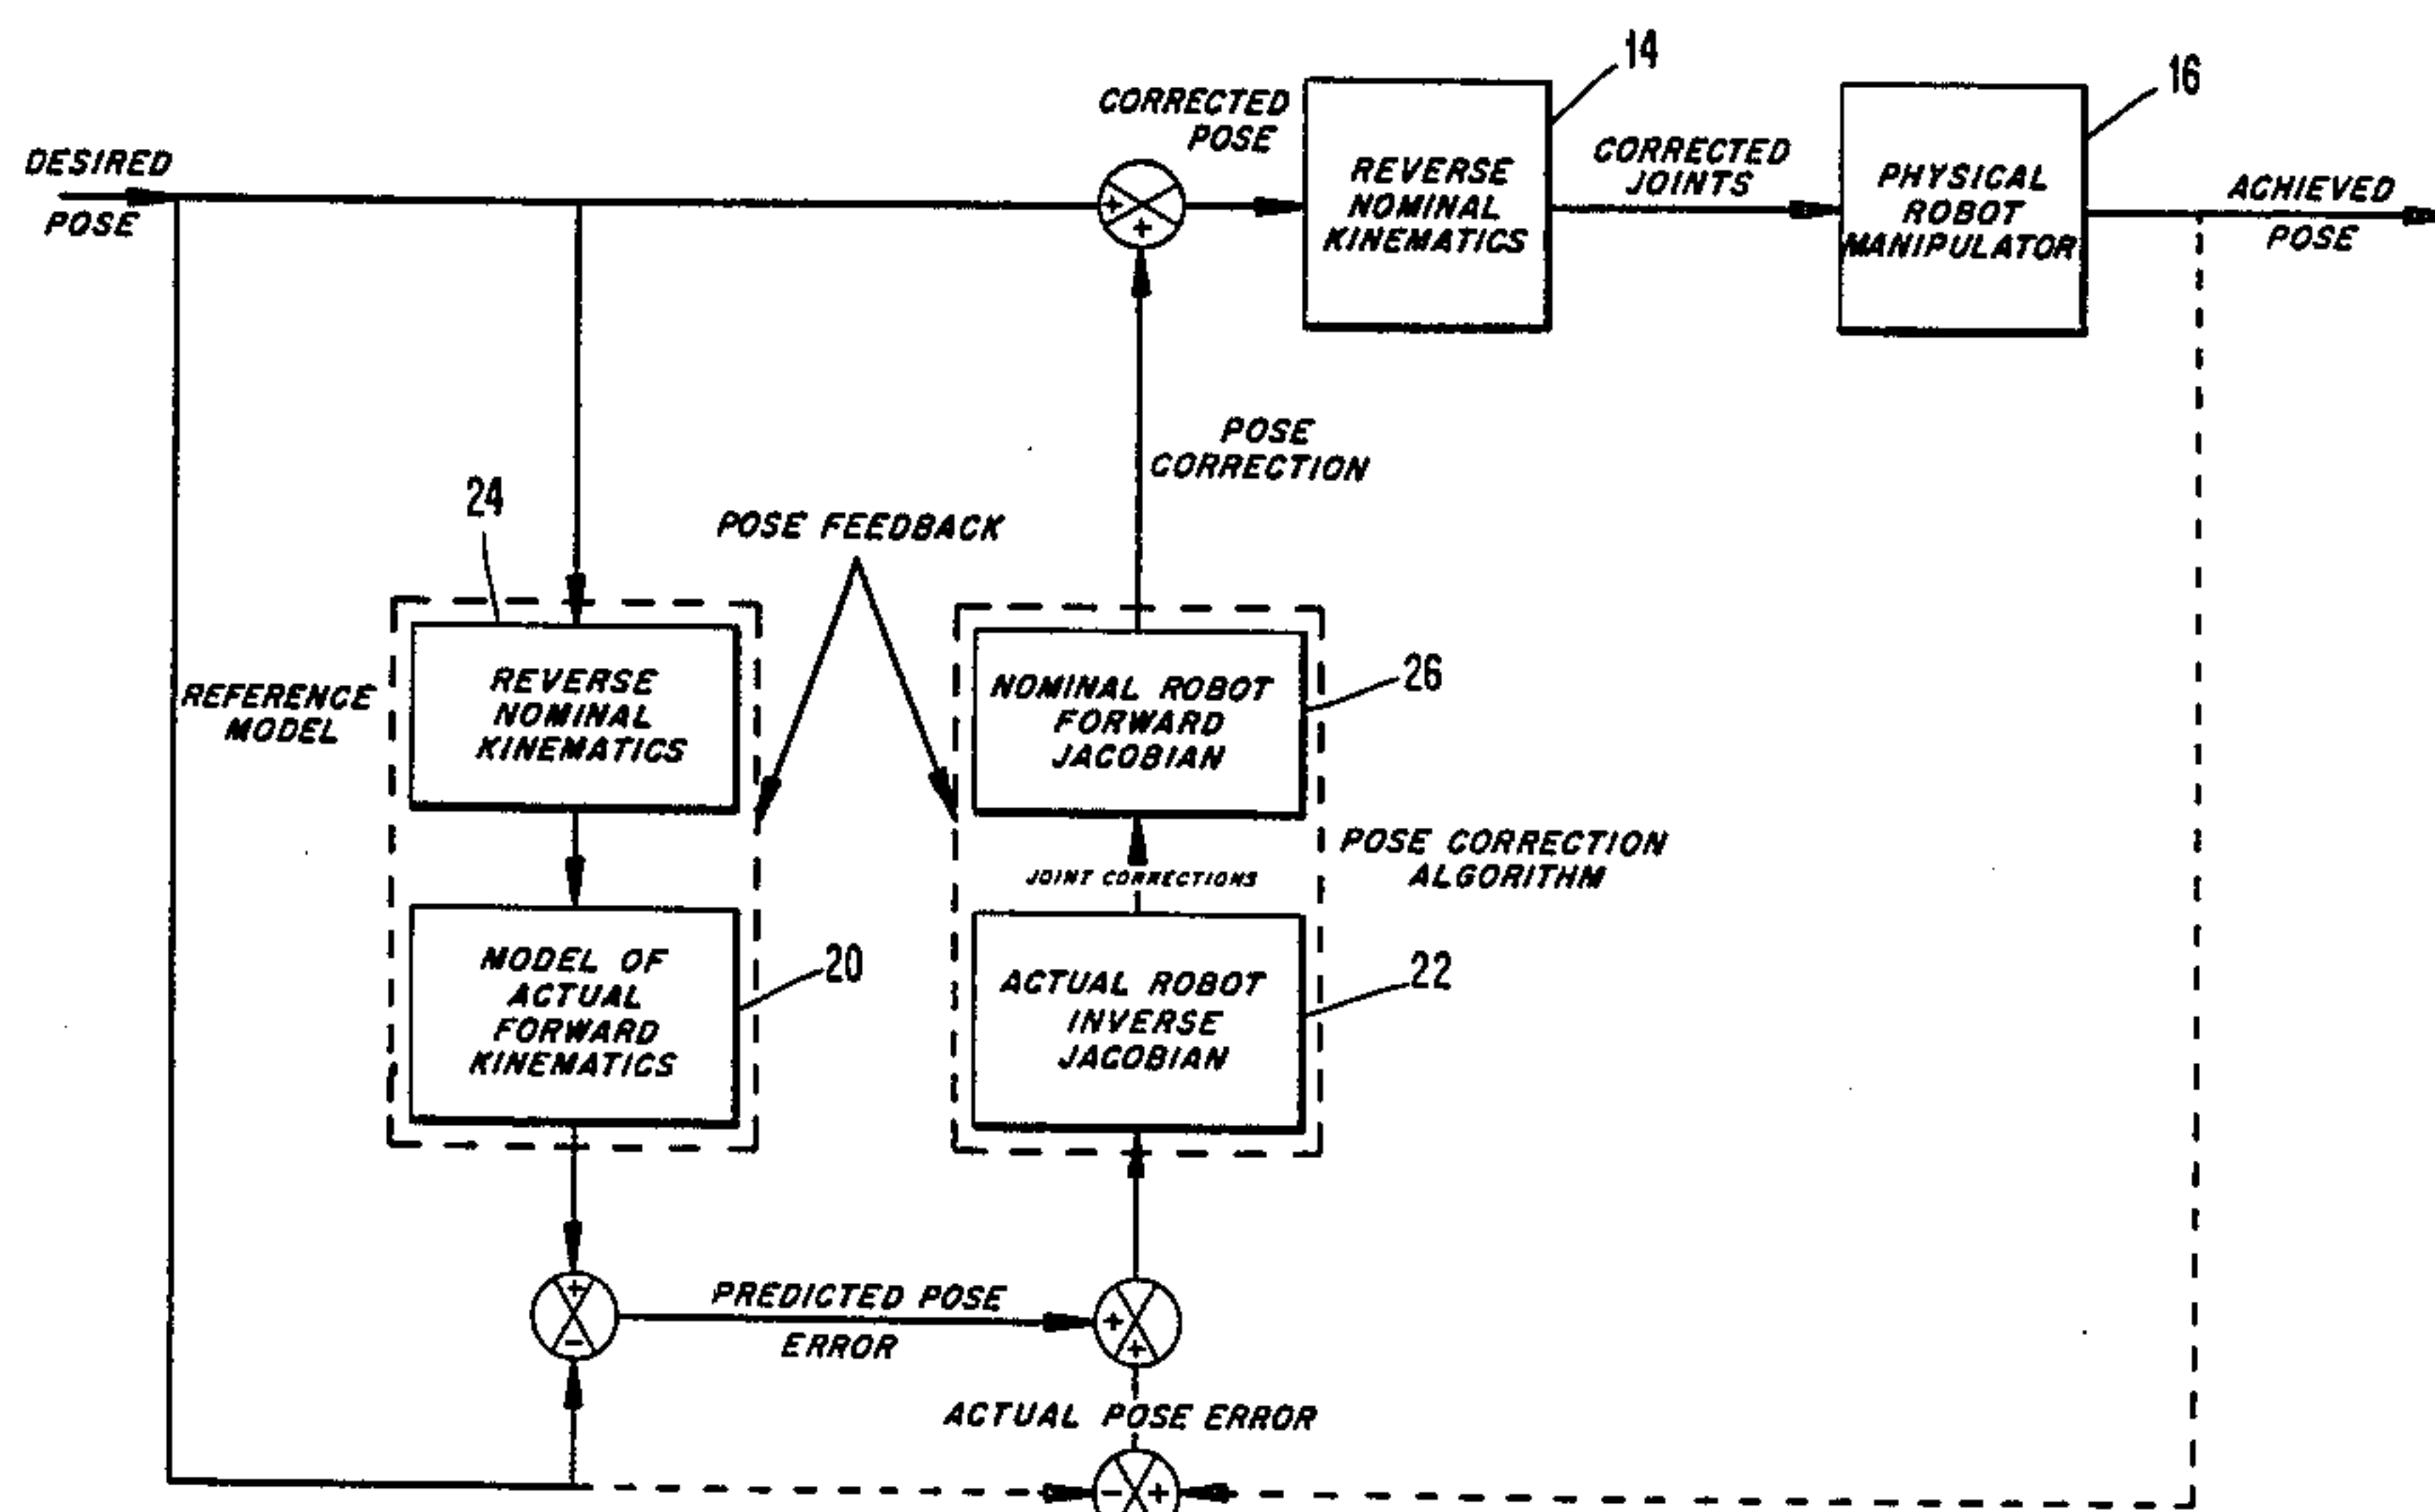 14
16
CORRECTED
POSE
DESIRED
POSE
+
+
REVERSE
NOMINAL
KINEMATICS
CORRECTED
JOINTS
PHYSICAL
ROBOT
MANIPULATOR
ACHIEVED
POSE
POSE
CORRECTION
24
POSE FEEDBACK
REFERENCE
MODEL
REVERSE
NOMINAL
KINEMATICS
NOMINAL ROBOT
FORWARD
JACOBIAN
26
JOINT CORRECTIONS
POSE CORRECTION
ALGORITHM
MODEL OF
ACTUAL
FORWARD
KINEMATICS
20
ACTUAL ROBOT
INVERSE
JACOBIAN
22
+
-
PREDICTED POSE
ERROR
+
+
ACTUAL POSE ERROR
- +